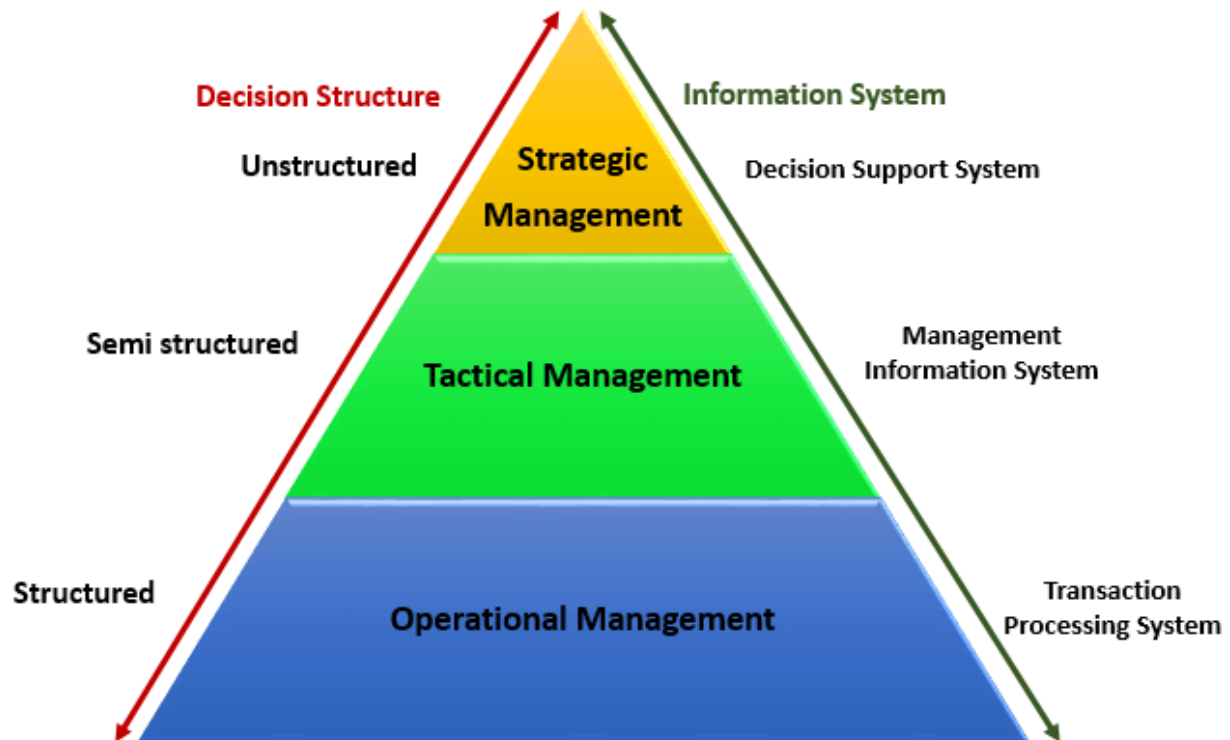 Decision Structure
Information System
Unstructured
Strategic
Management
Decision Support System
Semi structured
Tactical Management
Management
Information System
Structured
Operational Management
Transaction
Processing System